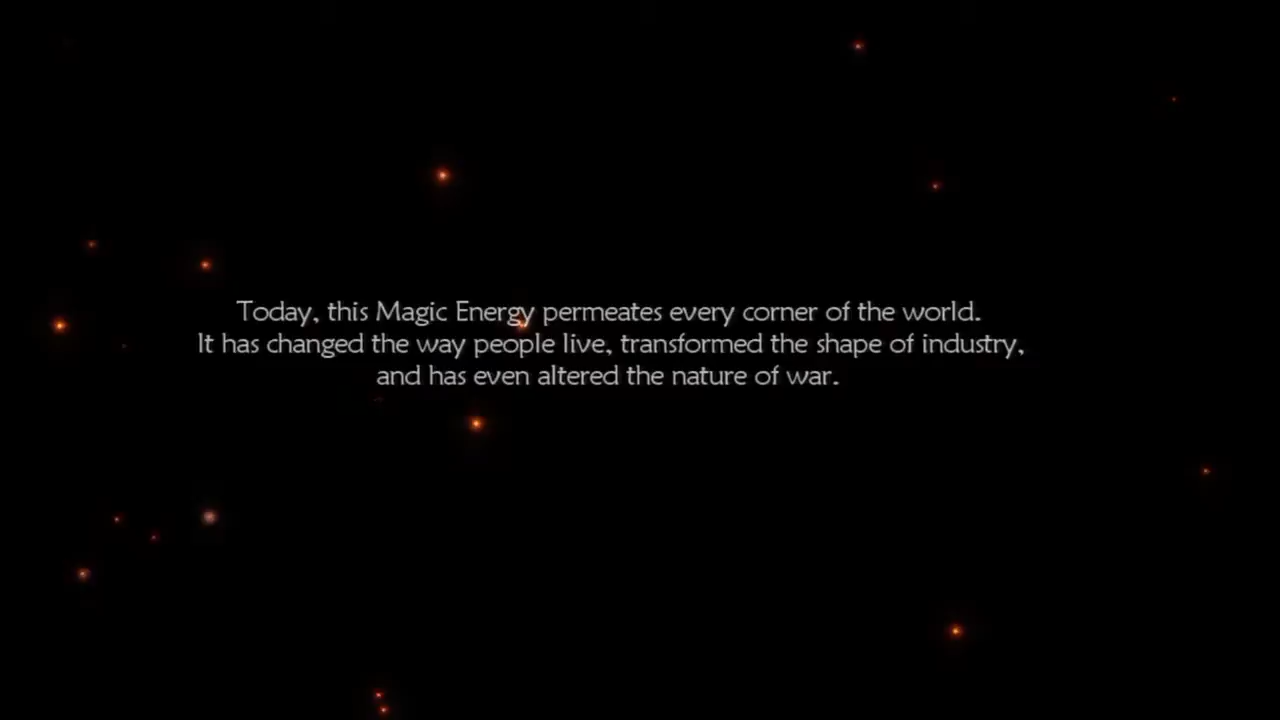 Today, this Magic Energy permeates every corner of the world.
It has changed the way people live, transformed the shape of industry,
and has even altered the nature of war.